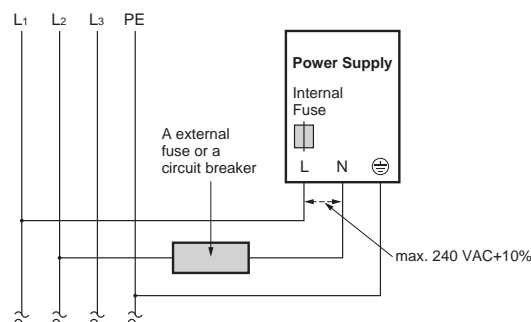 L1 L2 L3 PE
Power Supply
Internal
Fuse
L N
A external
fuse or a
circuit breaker
max. 240 VAC+10%